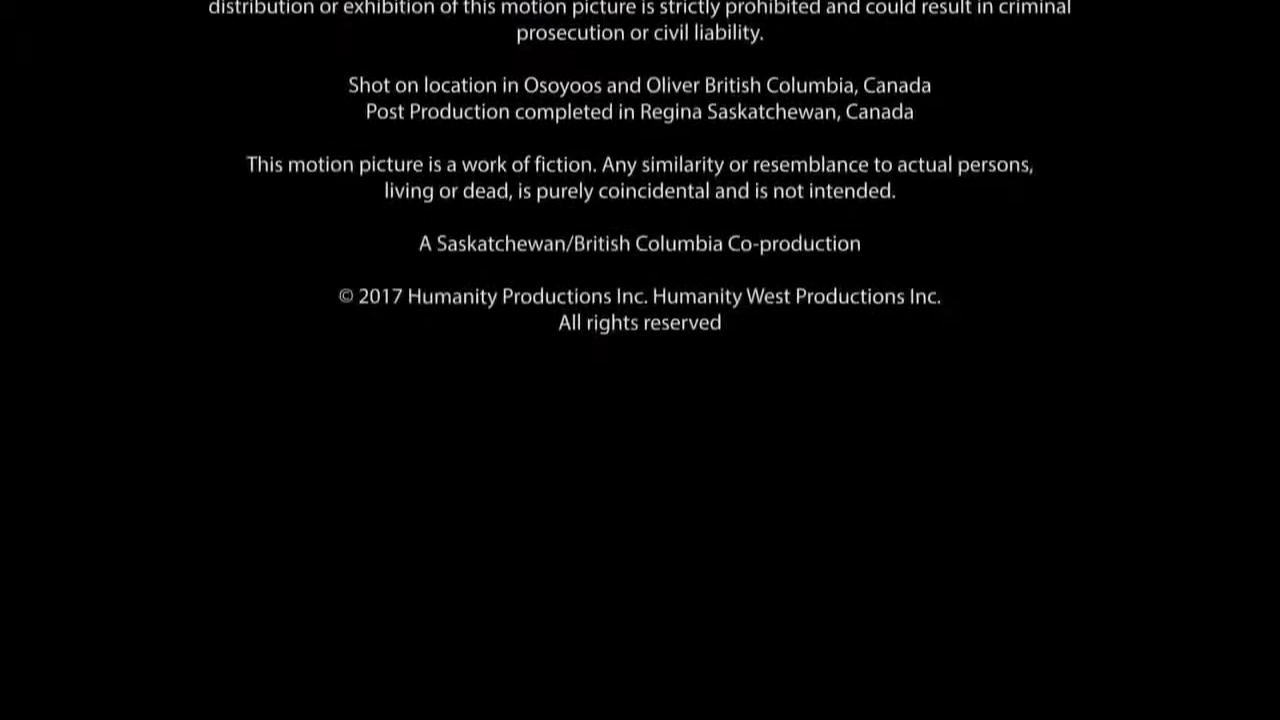 distribution or exhibition of this motion picture is strictly prohibited and could result in criminal
prosecution or civil liability.
Shot on location in Osoyoos and Oliver British Columbia, Canada
Post Production completed in Regina Saskatchewan, Canada
This motion picture is a work of fiction. Any similarity or resemblance to actual persons,
living or dead, is purely coincidental and is not intended.
A Saskatchewan/British Columbia Co-production
© 2017 Humanity Productions Inc. Humanity West Productions Inc.
All rights reserved